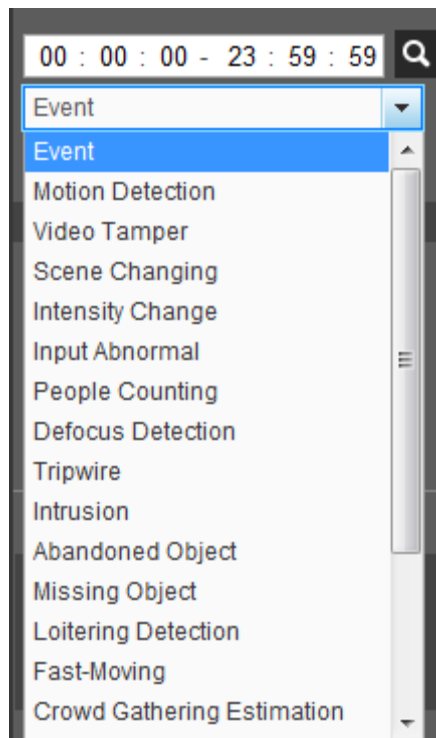 00 : 00 : 00 - 23 : 59 : 59
Event
Event
Motion Detection
Video Tamper
Scene Changing
Intensity Change
Input Abnormal
People Counting
Defocus Detection
Tripwire
Intrusion
Abandoned Object
Missing Object
Loitering Detection
Fast-Moving
Crowd Gathering Estimation